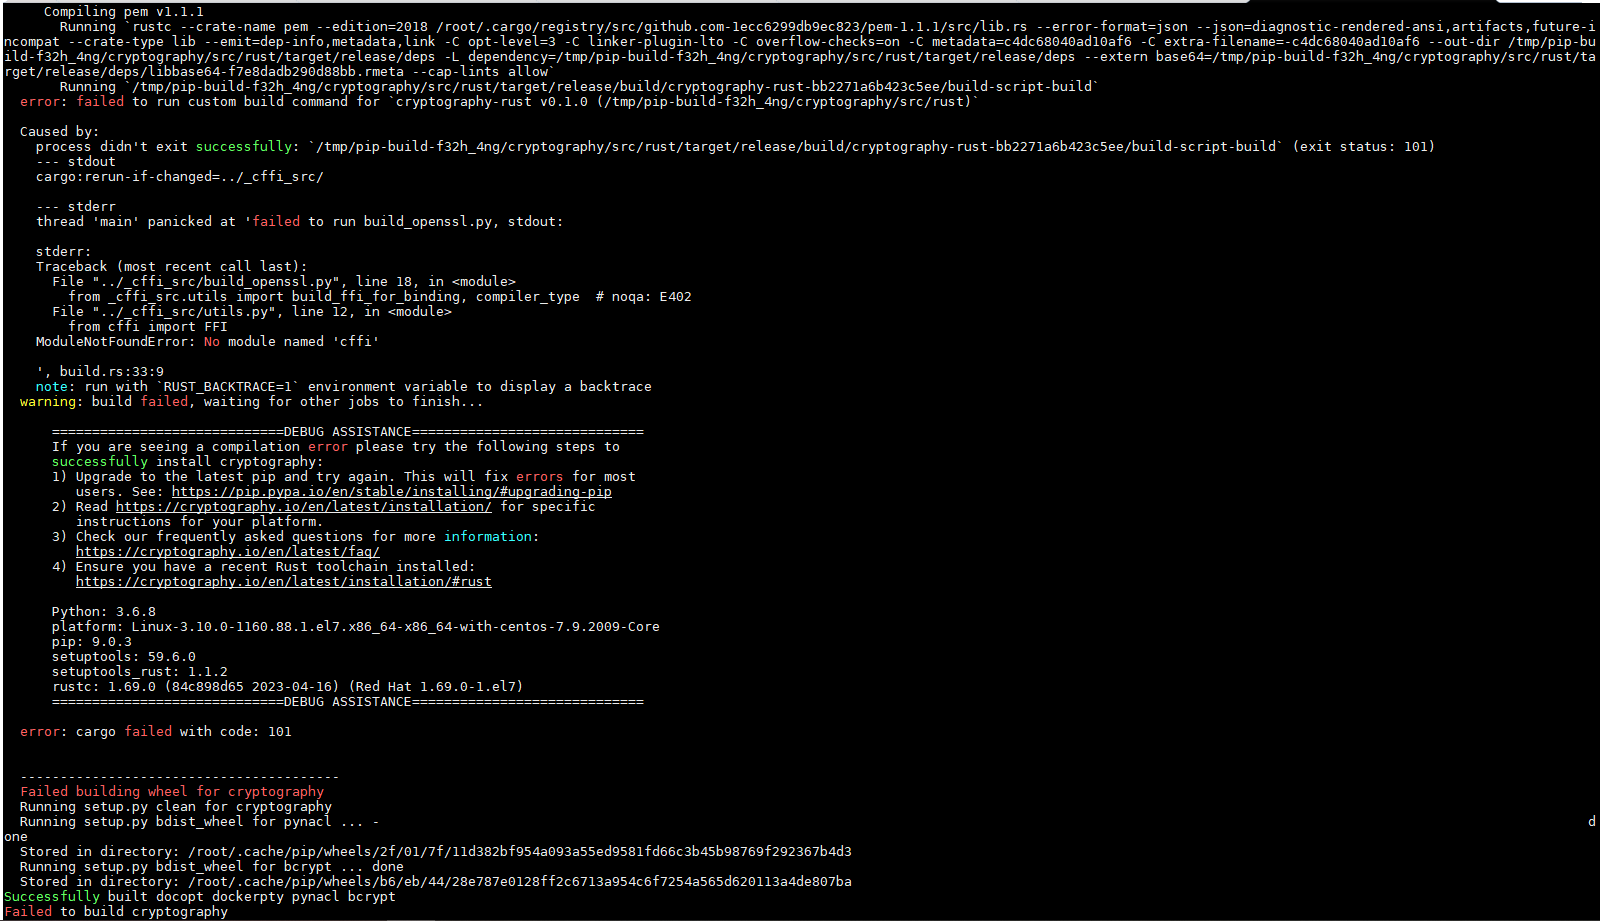 Compiling pem v1.1.1
Running `rustc --crate-name pem --edition=2018 /root/.cargo/registry/src/github.com-1ecc6299db9ec823/pem-1.1.1/src/lib.rs --error-format=json --json=diagnostic-rendered-ansi,artifacts,future-i
ncompat --crate-type lib --emit=dep-info,metadata,link -C opt-level=3 -C linker-plugin-lto -C overflow-checks=on -C metadata=c4dc68040ad10af6 -C extra-filename=-c4dc68040ad10af6 --out-dir /tmp/pip-bu
ild-f32h_4ng/cryptography/src/rust/target/release/deps -L dependency=/tmp/pip-build-f32h_4ng/cryptography/src/rust/target/release/deps --extern base64=/tmp/pip-build-f32h_4ng/cryptography/src/rust/ta
rget/release/deps/libbase64-f7e8dadb290d88bb.rmeta --cap-lints allow`
Running `/tmp/pip-build-f32h_4ng/cryptography/src/rust/target/release/build/cryptography-rust-bb2271a6b423c5ee/build-script-build`
error: failed to run custom build command for `cryptography-rust v0.1.0 (/tmp/pip-build-f32h_4ng/cryptography/src/rust)`
Caused by:
process didn't exit successfully: `/tmp/pip-build-f32h_4ng/cryptography/src/rust/target/release/build/cryptography-rust-bb2271a6b423c5ee/build-script-build` (exit status: 101)
--- stdout
cargo:rerun-if-changed=../_cffi_src/
--- stderr
thread 'main' panicked at 'failed to run build_openssl.py, stdout:
stderr:
Traceback (most recent call last):
File "../_cffi_src/build_openssl.py", line 18, in <module>
from _cffi_src.utils import build_ffi_for_binding, compiler_type  # noqa: E402
File "../_cffi_src/utils.py", line 12, in <module>
from cffi import FFI
ModuleNotFoundError: No module named 'cffi'
', build.rs:33:9
note: run with `RUST_BACKTRACE=1` environment variable to display a backtrace
warning: build failed, waiting for other jobs to finish...
=============================DEBUG ASSISTANCE=============================
If you are seeing a compilation error please try the following steps to
successfully install cryptography:
1) Upgrade to the latest pip and try again. This will fix errors for most
users. See: https://pip.pypa.io/en/stable/installing/#upgrading-pip
2) Read https://cryptography.io/en/latest/installation/ for specific
instructions for your platform.
3) Check our frequently asked questions for more information:
https://cryptography.io/en/latest/faq/
4) Ensure you have a recent Rust toolchain installed:
https://cryptography.io/en/latest/installation/#rust
Python: 3.6.8
platform: Linux-3.10.0-1160.88.1.el7.x86_64-x86_64-with-centos-7.9.2009-Core
pip: 9.0.3
setuptools: 59.6.0
setuptools_rust: 1.1.2
rustc: 1.69.0 (84c898d65 2023-04-16) (Red Hat 1.69.0-1.el7)
=============================DEBUG ASSISTANCE=============================
error: cargo failed with code: 101
----------------------------------------
Failed building wheel for cryptography
Running setup.py clean for cryptography
Running setup.py bdist_wheel for pynacl ... - d
one
Stored in directory: /root/.cache/pip/wheels/2f/01/7f/11d382bf954a093a55ed9581fd66c3b45b98769f292367b4d3
Running setup.py bdist_wheel for bcrypt ... done
Stored in directory: /root/.cache/pip/wheels/b6/eb/44/28e787e0128ff2c6713a954c6f7254a565d620113a4de807ba
Successfully built docopt dockerpty pynacl bcrypt
Failed to build cryptography